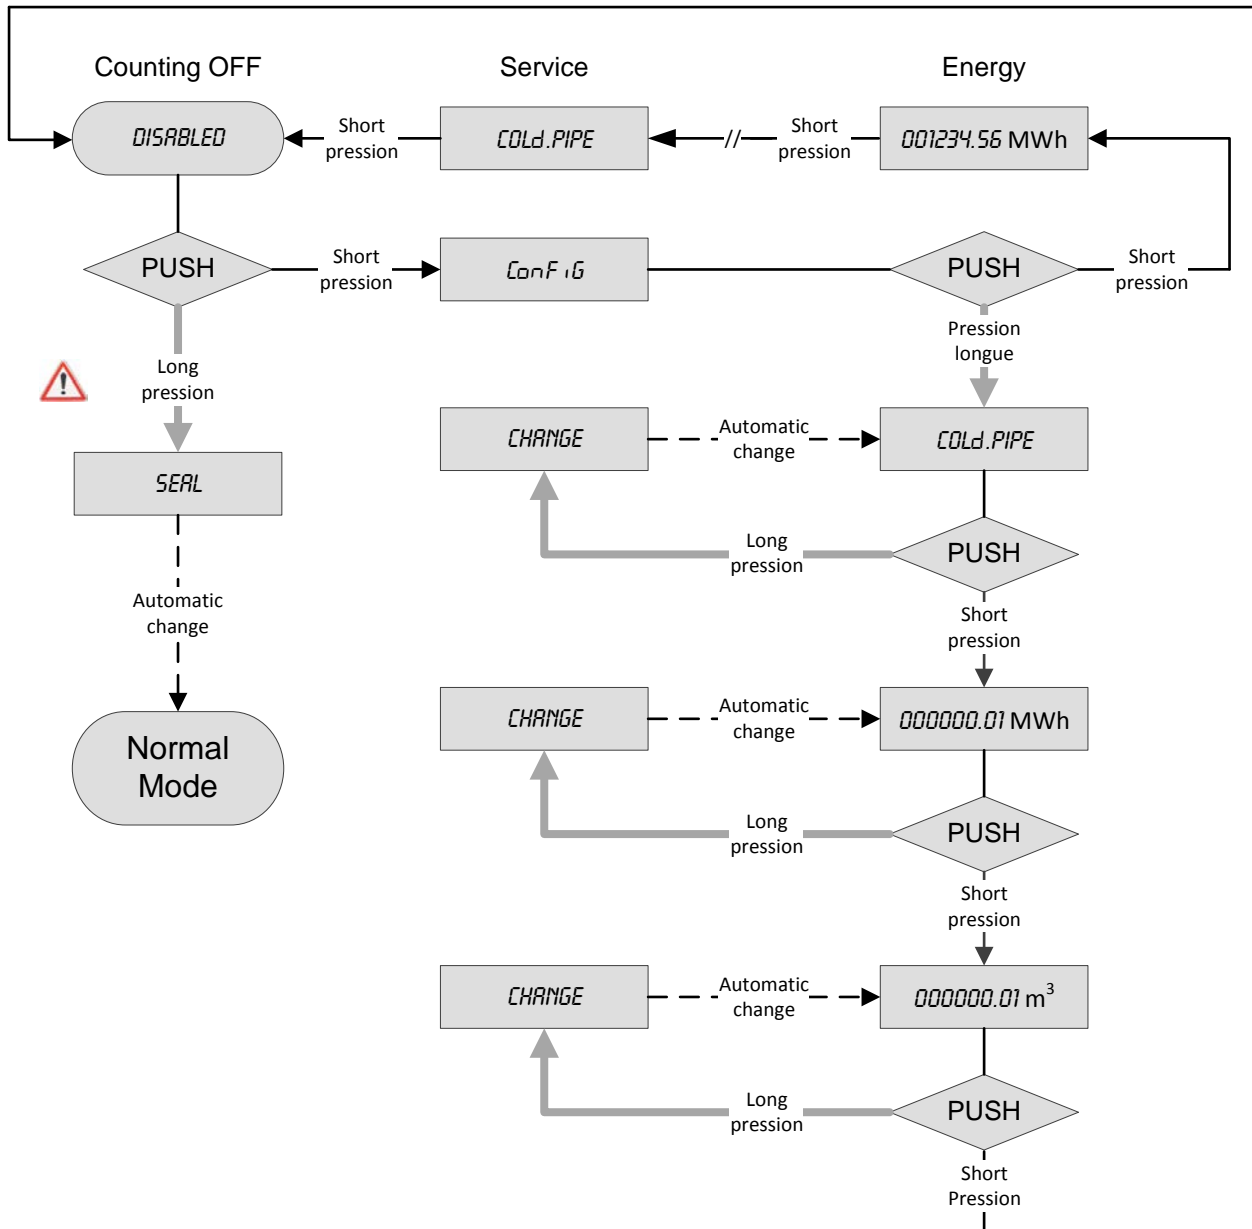 Counting OFF
Service
Energy
DISABLED
Short
pression
COLd.PIPE
//
Short
pression
001234.56 MWh
PUSH
Short
pression
ConFiG
PUSH
Short
pression
Long
pression
Pression
longue
SEAL
CHANGE
Automatic
change
COLd.PIPE
Long
pression
PUSH
Automatic
change
Short
pression
Normal
Mode
CHANGE
Automatic
change
000000.01 MWh
Long
pression
PUSH
Short
pression
CHANGE
Automatic
change
000000.01 m³
Long
pression
PUSH
Short
Pression